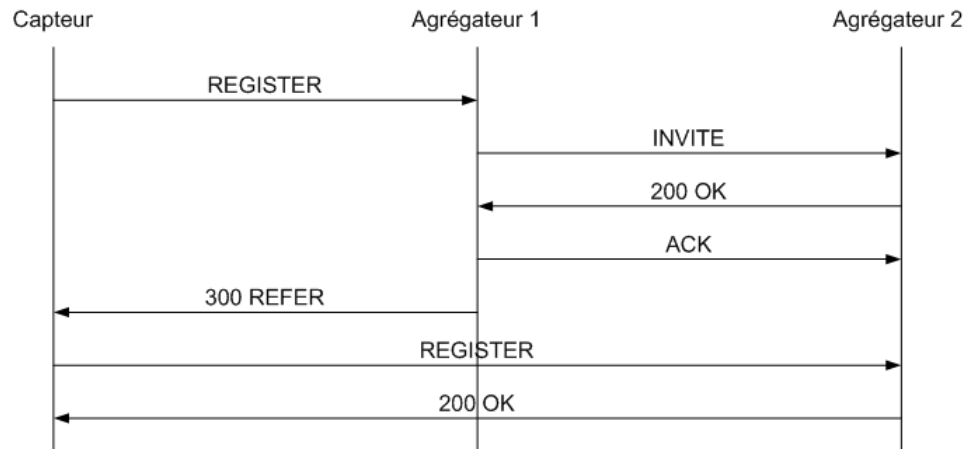 Capteur Agrégateur 1 Agrégateur 2
REGISTER
INVITE
200 OK
ACK
300 REFER
REGISTER
200 OK